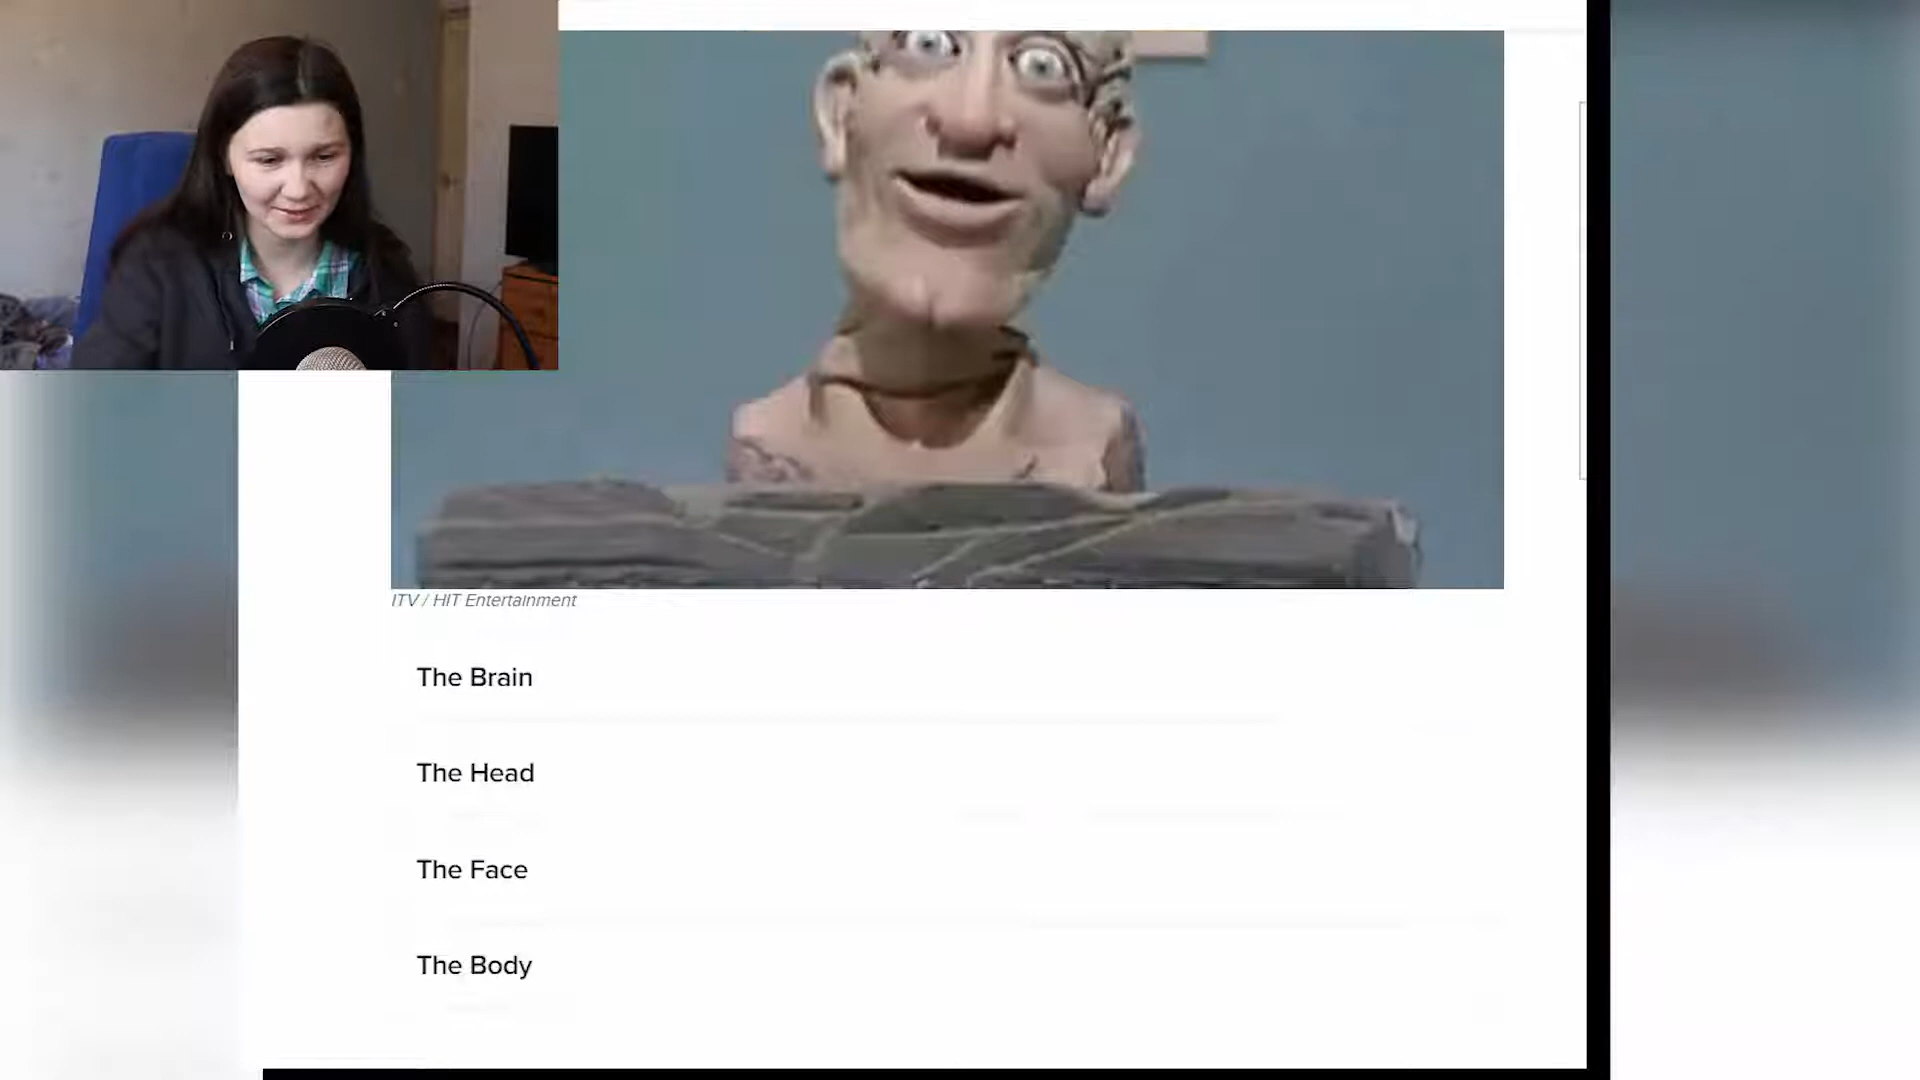 ITV / HIT Entertainment
The Brain
The Head
The Face
The Body